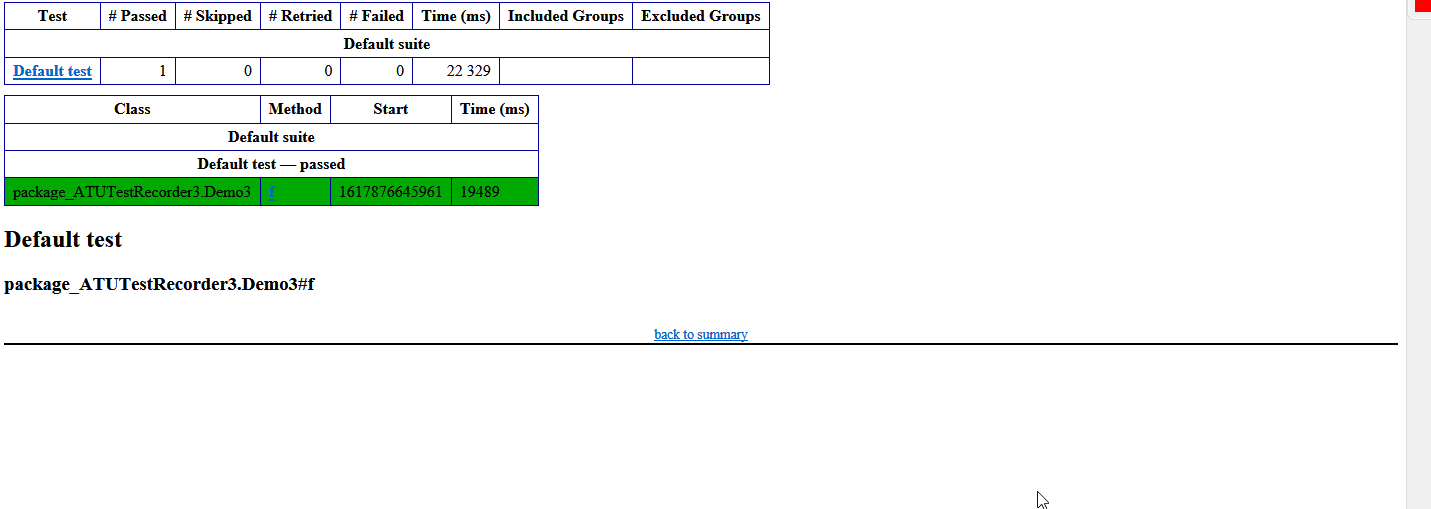 Test # Passed # Skipped # Retried # Failed Time (ms) Included Groups Excluded Groups
Default suite
Default test 1 0 0 0 22 329
Class Method Start Time (ms)
Default suite
Default test — passed
package_ATUTestRecorder3.Demo3 f 1617876645961 19489
Default test
package_ATUTestRecorder3.Demo3#f
back to summary